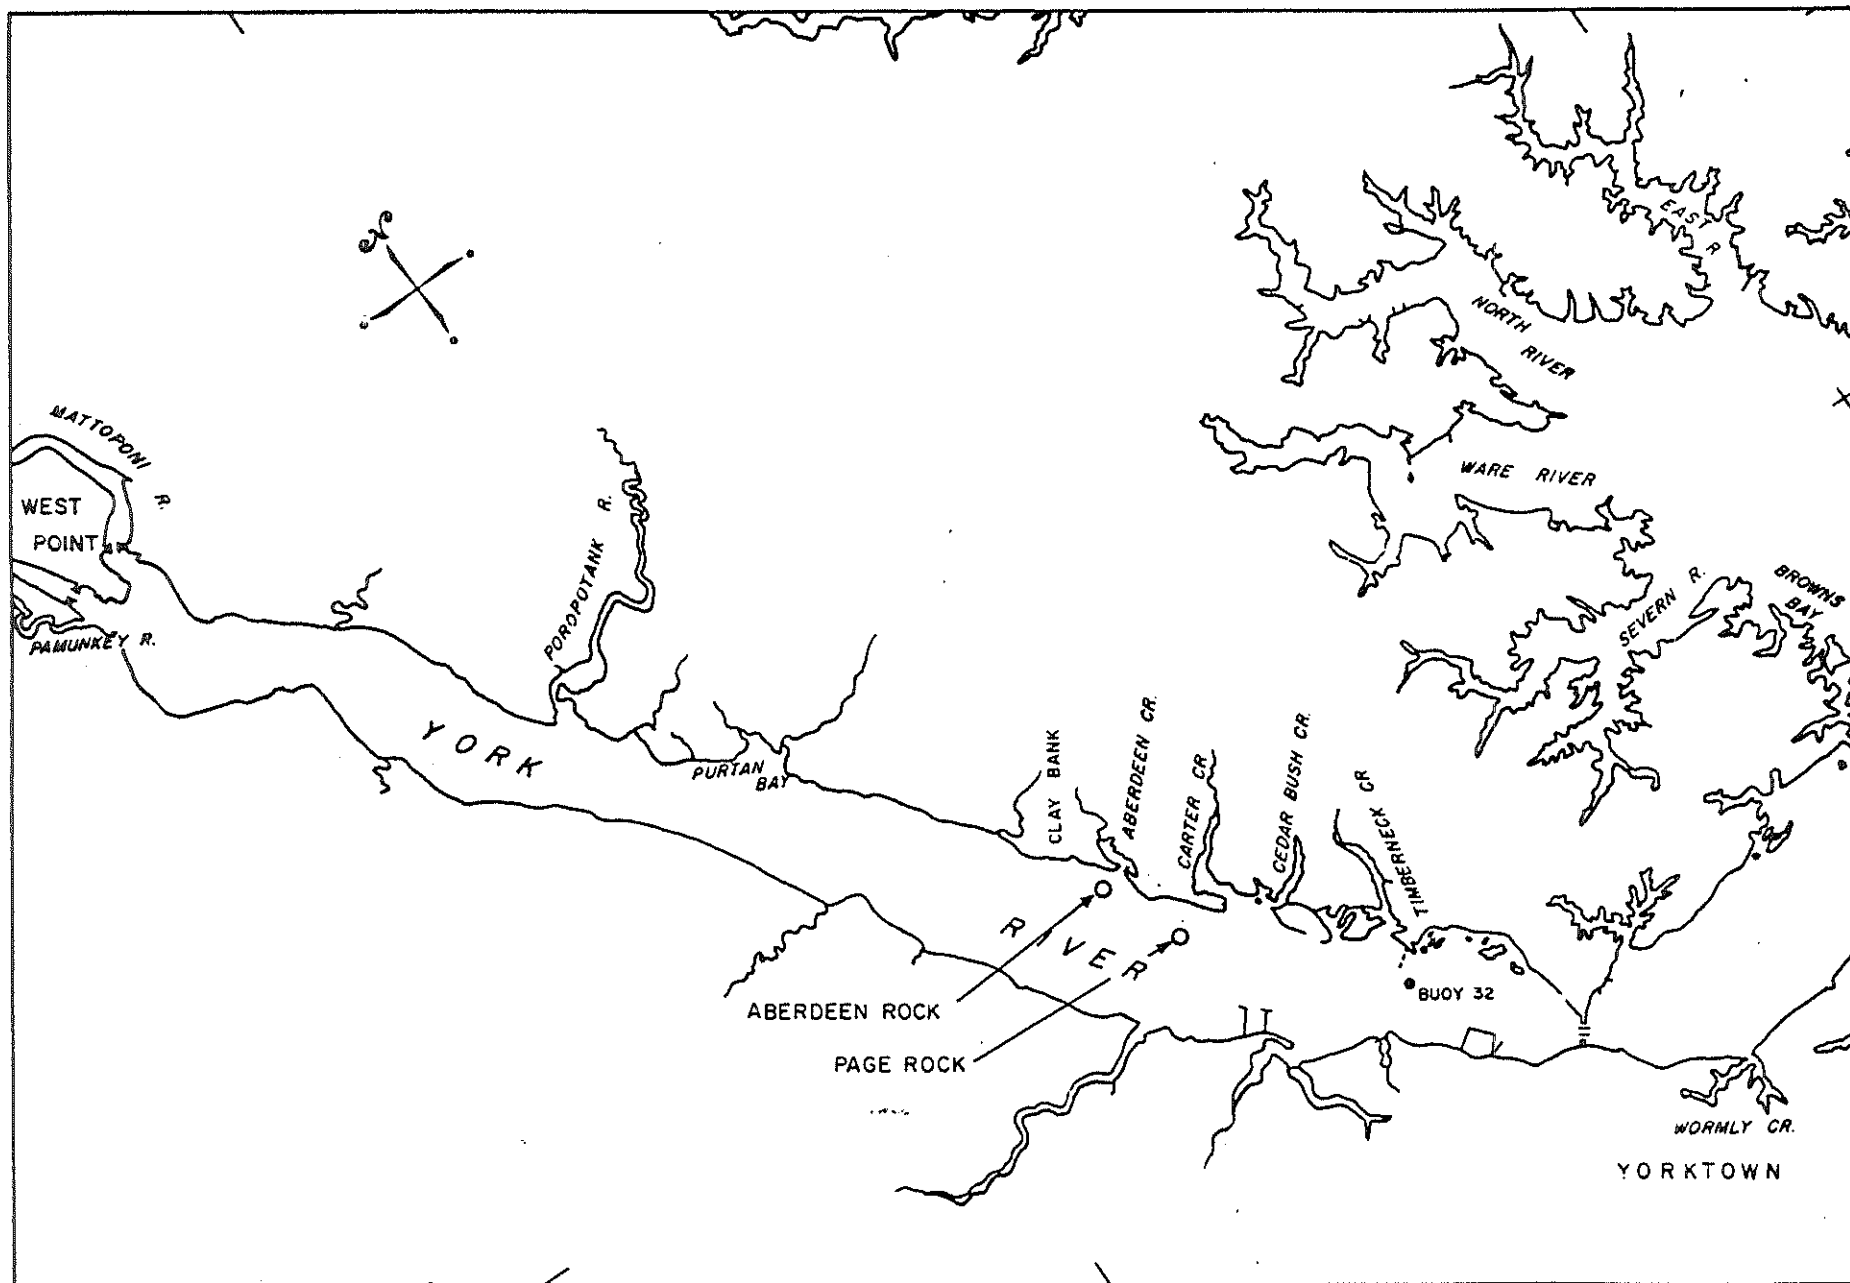 N
EAST
R
NORTH
RIVER
MATTOPONI R.
WEST
POINT
WARE RIVER
POROPOTANK R.
PAMUNKEY R.
SEVERN R.
BROWNS
BAY
YORK
RIVER
PURTAN
BAY
CLAY BANK
ABERDEEN CR.
CARTER CR
CEDAR BUSH CR.
TIMBERNECK CR
ABERDEEN ROCK
BUOY 32
PAGE ROCK
WORMLY CR.
YORKTOWN